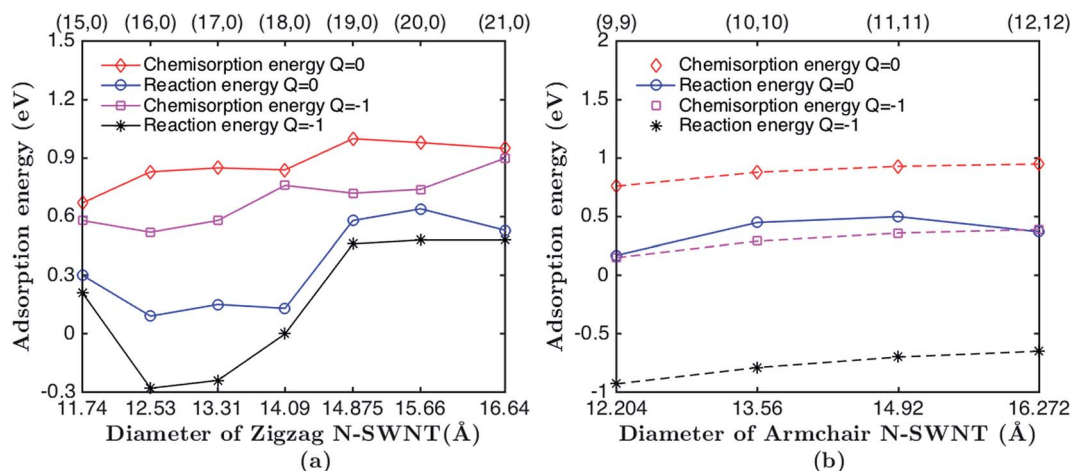 (15,0) (16,0) (17,0) (18,0) (19,0) (20,0) (21,0)
1.5
1.2
0.9
0.6
0.3
0
-0.3
Adsorption energy (eV)
Chemisorption energy Q=0
Reaction energy Q=0
Chemisorption energy Q=-1
Reaction energy Q=-1
11.74 12.53 13.31 14.09 14.875 15.66 16.64
Diameter of Zigzag N-SWNT(Å)
(a)
(9,9) (10,10) (11,11) (12,12)
2
1.5
1
0.5
0
-0.5
-1
Adsorption energy (eV)
Chemisorption energy Q=0
Reaction energy Q=0
Chemisorption energy Q=-1
Reaction energy Q=-1
12.204 13.56 14.92 16.272
Diameter of Armchair N-SWNT (Å)
(b)